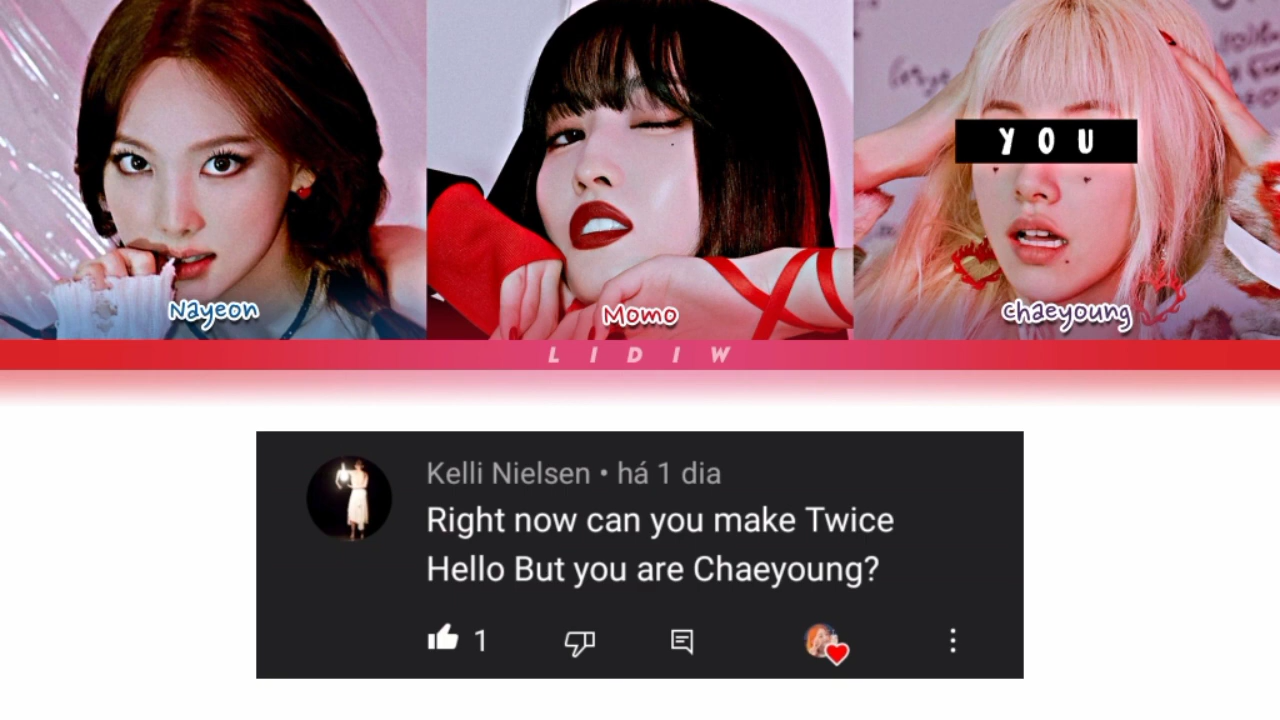 YOU
Nayeon
Momo
chaeyoung
LIDIW
Kelli Nielsen • há 1 dia
Right now can you make Twice
Hello But you are Chaeyoung?
1